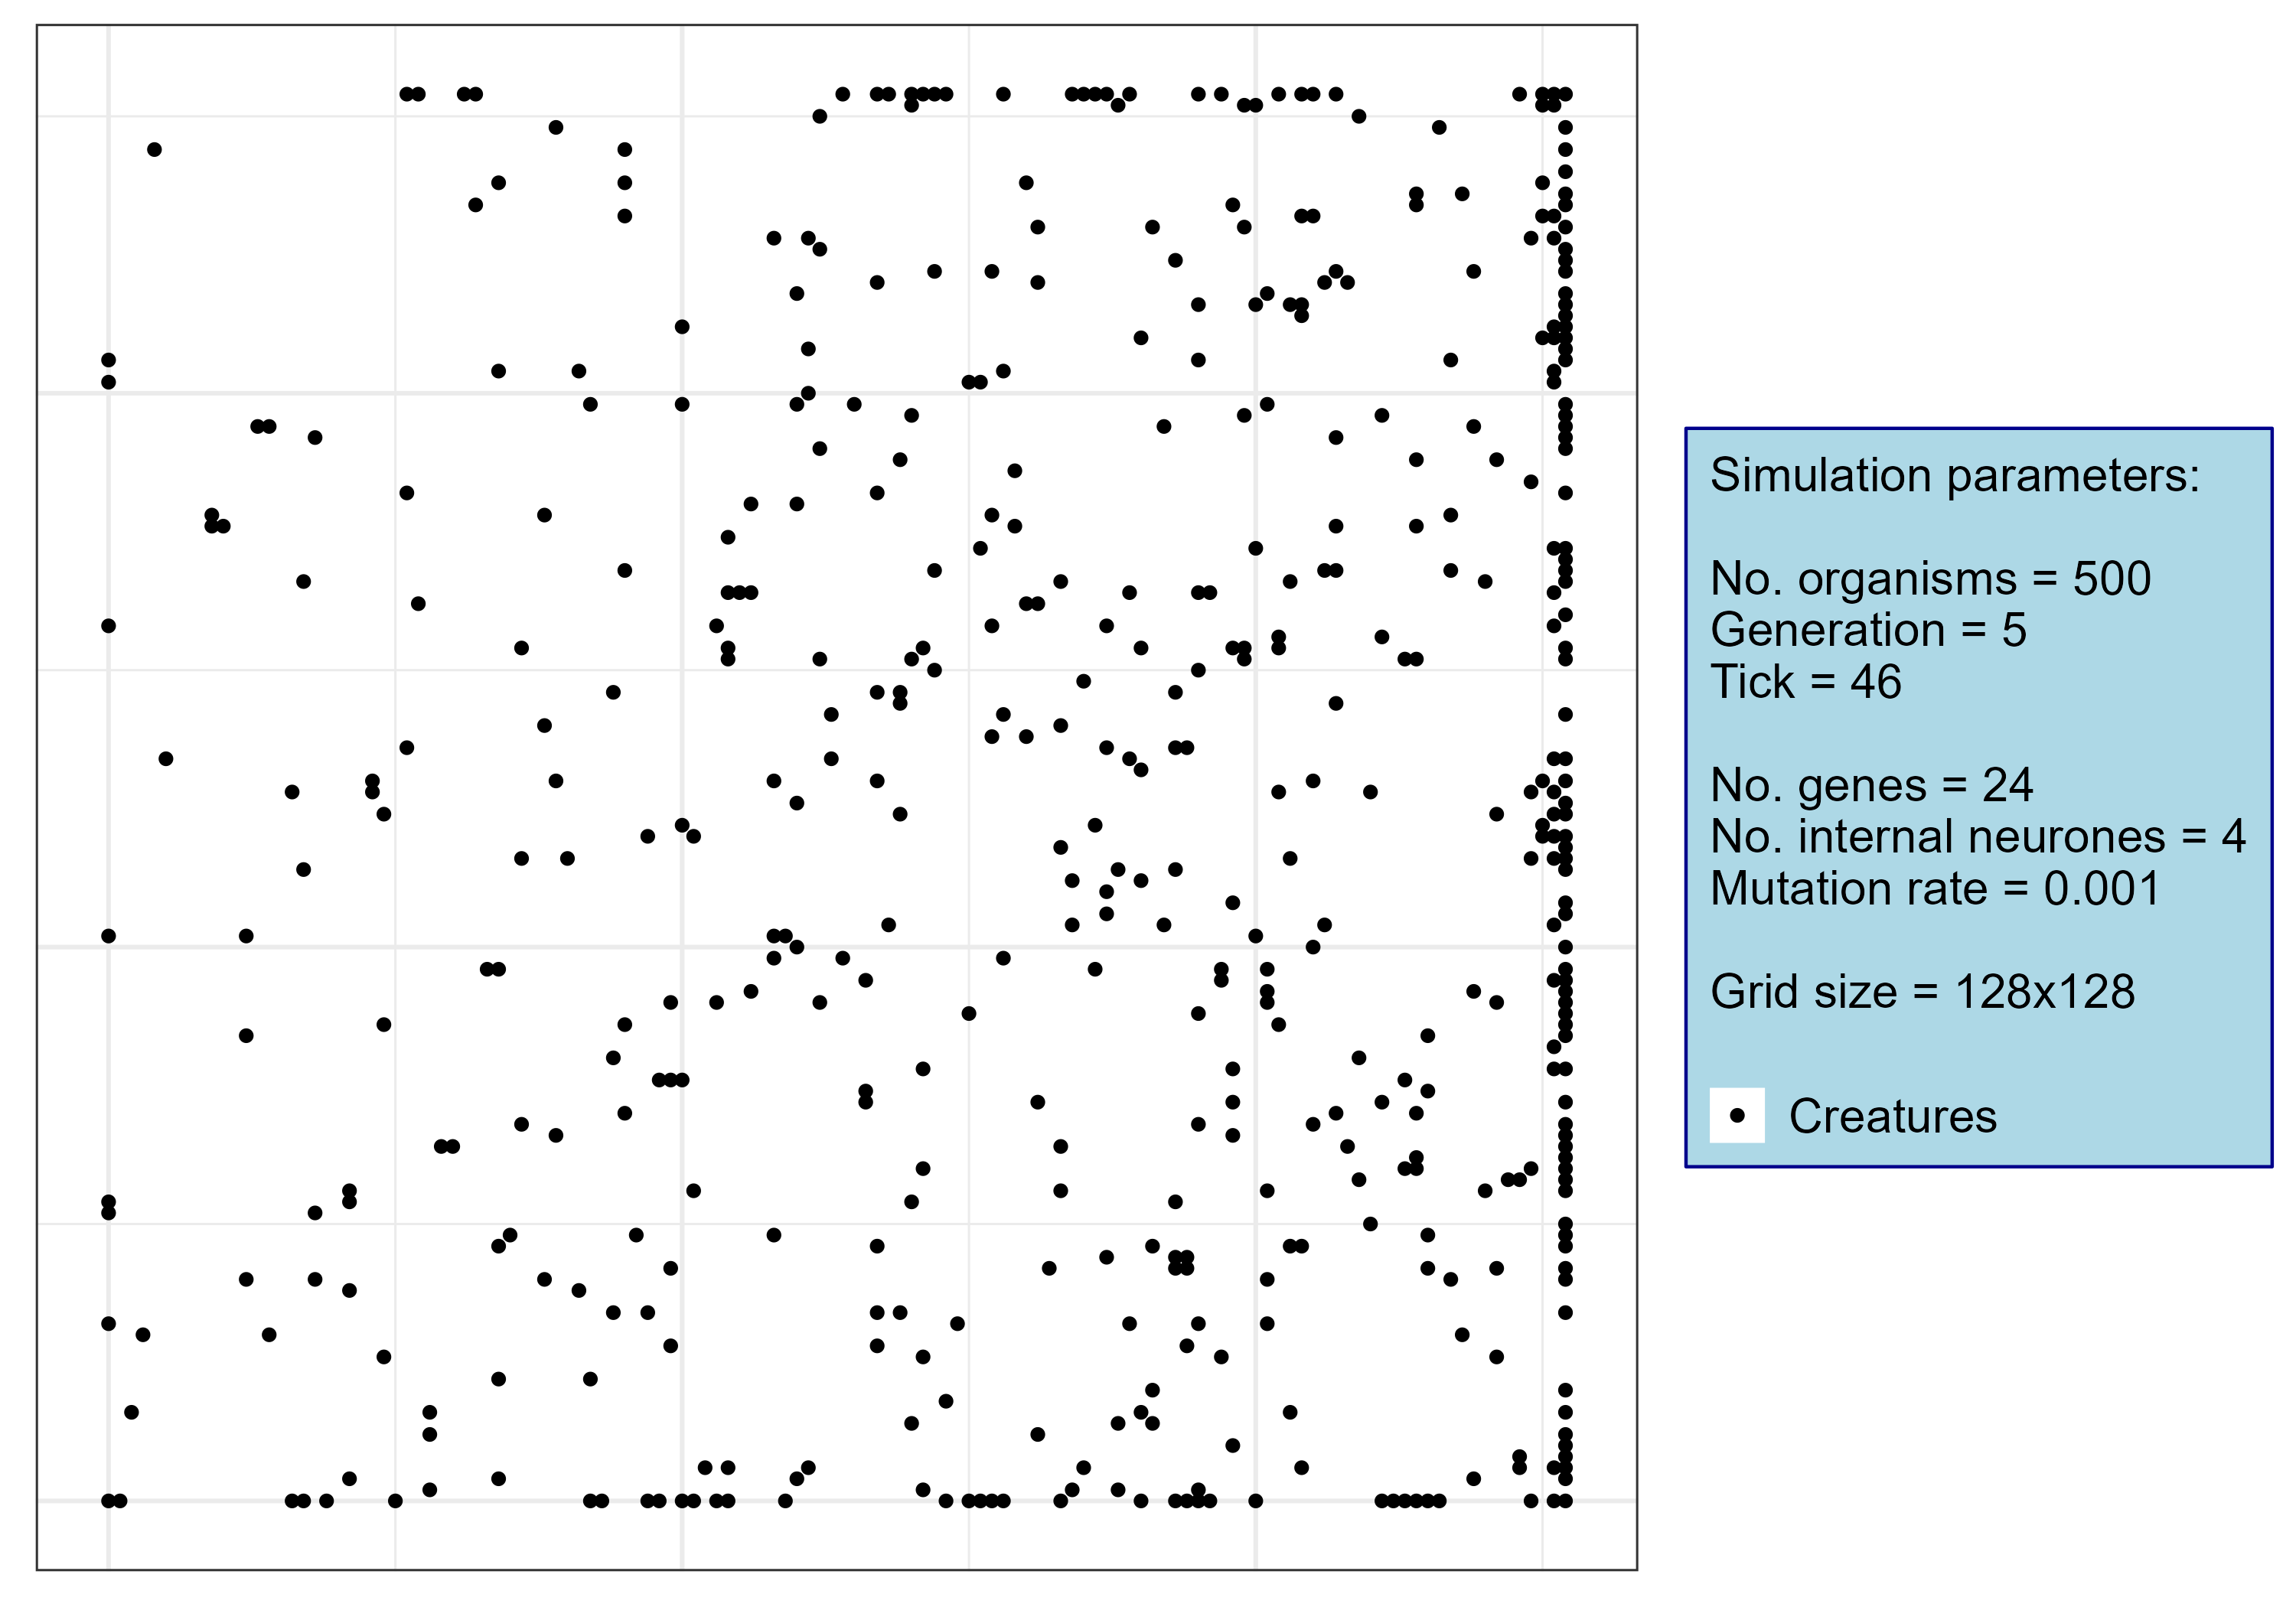 Simulation parameters:
No. organisms = 500
Generation = 5
Tick = 46
No. genes = 24
No. internal neurones = 4
Mutation rate = 0.001
Grid size = 128x128
Creatures